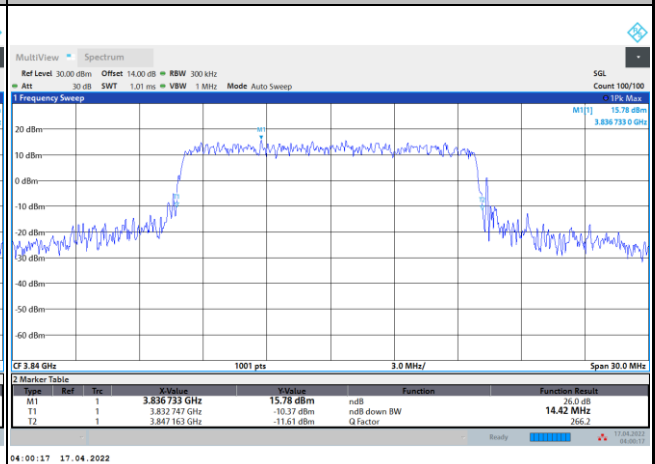 MultiView Spectrum
Ref Level 30.00 dBm Offset 14.00 dB RBW 300 kHz SGL
Att 30 dB SWT 1.01 ms VBW 1 MHz Mode Auto Sweep Count 100/100
1 Frequency Sweep 1Pk Max
M1[1] 15.78 dBm
3.836 733 0 GHz
M1
20 dBm
10 dBm
0 dBm
-10 dBm
-20 dBm
-30 dBm
-40 dBm
-50 dBm
-60 dBm
CF 3.84 GHz 1001 pts 3.0 MHz/ Span 30.0 MHz
2 Marker Table
Type Ref Trc X-Value Y-Value Function Function Result
M1 1 3.836 733 GHz 15.78 dBm ndB 26.0 dB
T1 1 3.832 747 GHz -10.37 dBm ndB down BW 14.42 MHz
T2 1 3.847 163 GHz -11.61 dBm Q Factor 266.2
Ready 17.04.2022
04:00:17
04:00:17 17.04.2022